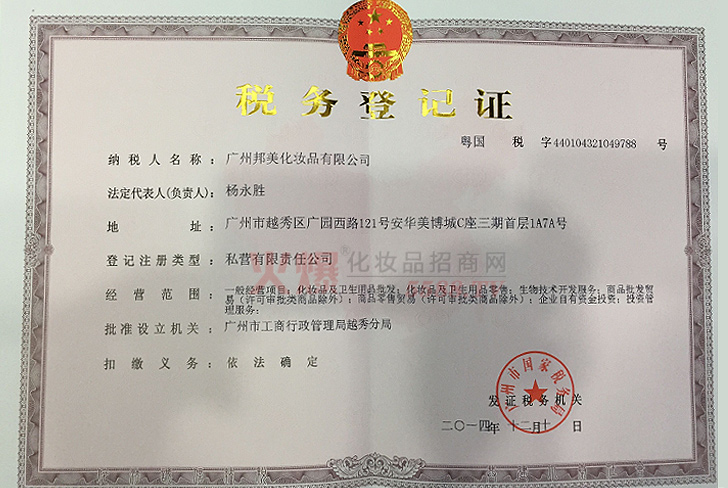 税务登记证
粤国 税 字440104321049788 号
纳税人名称：广州邦美化妆品有限公司
法定代表人(负责人)：杨永胜
地 址：广州市越秀区广园西路121号安华美博城C座三期首层1A7A号
登记注册类型：私营有限责任公司
火爆®化妆品招商网
经营范围：一般经营项目：化妆品及卫生用品批发；化妆品及卫生用品零售；生物技术开发服务；商品批发贸
易（许可审批类商品除外）；商品零售贸易（许可审批类商品除外）；企业自有资金投资；投资管
理服务；
批准设立机关：广州市工商行政管理局越秀分局
扣缴义务：依法确定
广州市国家税务局
发证税务机关
二〇一四年 十二月十 日